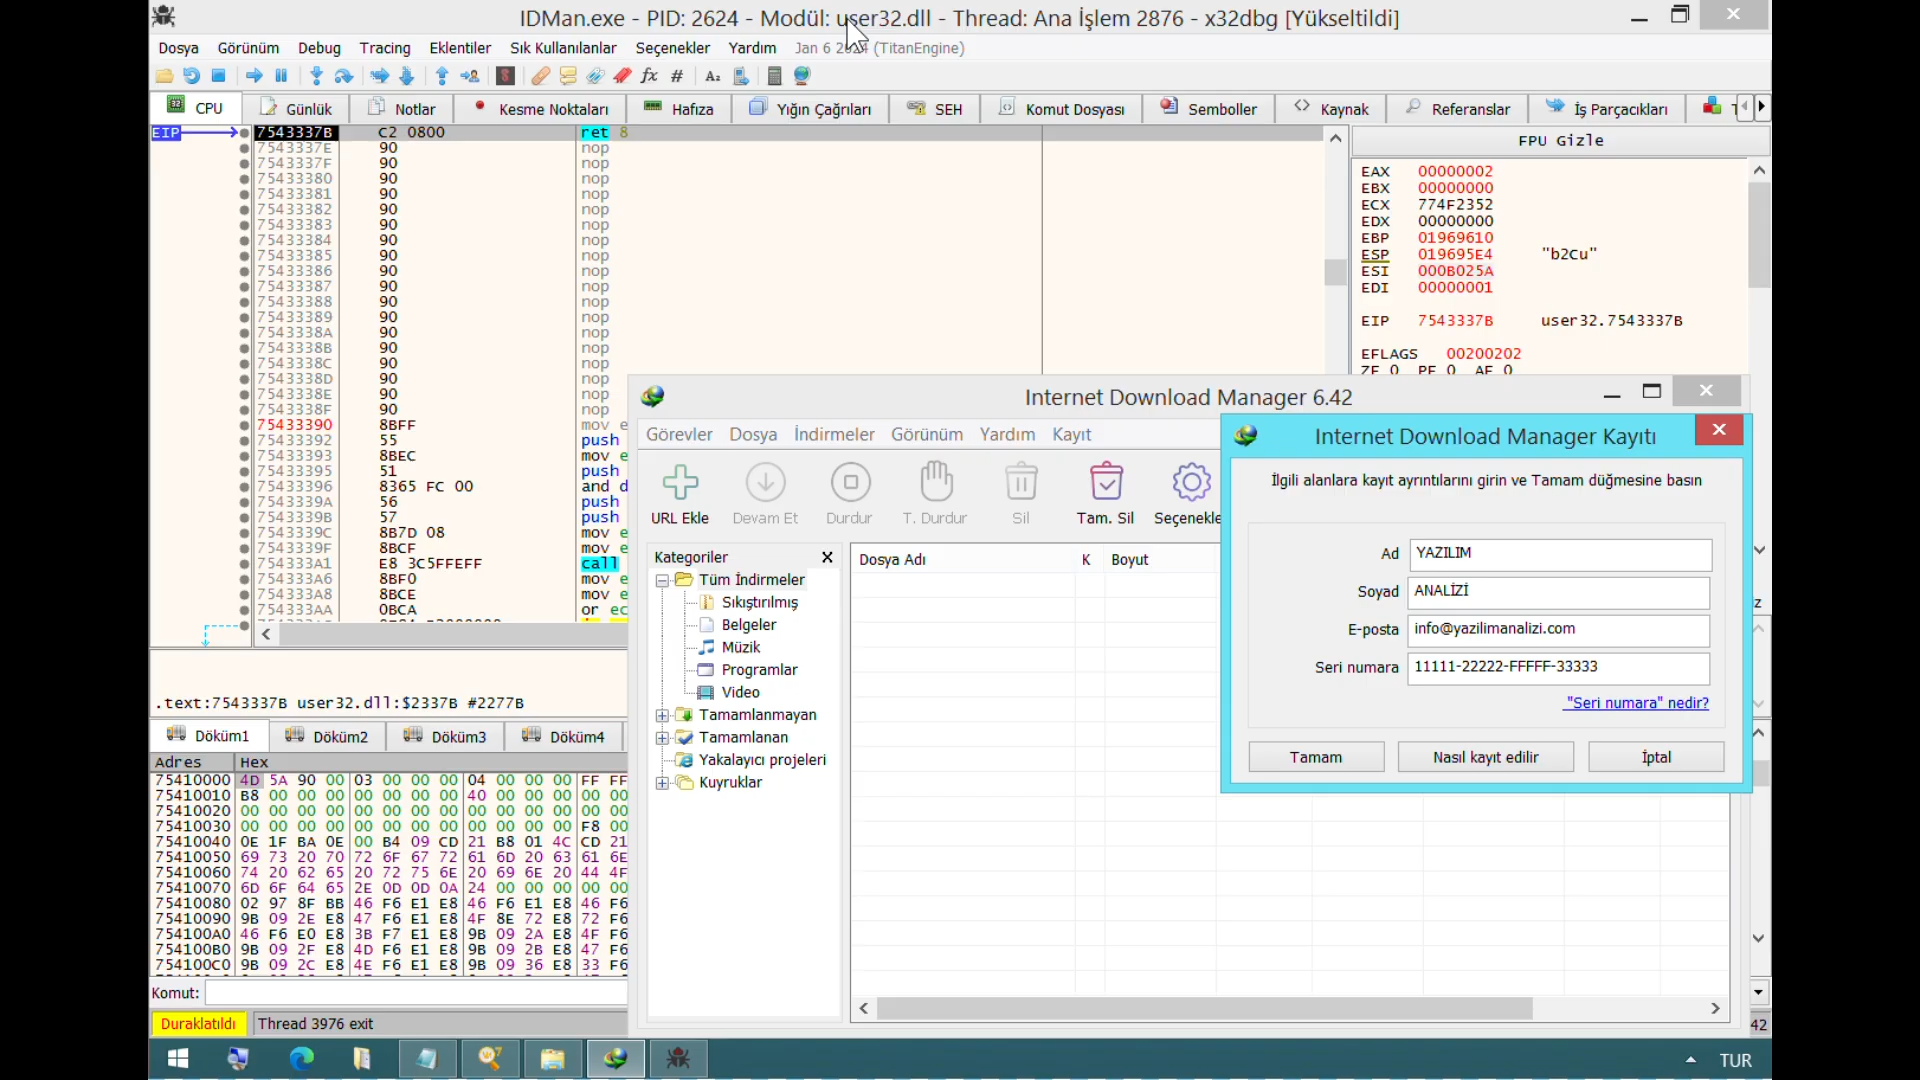 IDMan.exe - PID: 2624 - Modül: user32.dll - Thread: Ana İşlem 2876 - x32dbg [Yükseltildi]
Dosya Görünüm Debug Tracing Eklentiler Sık Kullanılanlar Seçenekler Yardım Jan 6 2024 (TitanEngine)
CPU Günlük Notlar Kesme Noktaları Hafıza Yığın Çağrıları SEH Komut Dosyası Semboller Kaynak Referanslar İş Parçacıkları
EIP 7543337B C2 0800 ret 8
7543337E 90 nop
7543337F 90 nop
75433380 90 nop
75433381 90 nop
75433382 90 nop
75433383 90 nop
75433384 90 nop
75433385 90 nop
75433386 90 nop
75433387 90 nop
75433388 90 nop
75433389 90 nop
7543338A 90 nop
7543338B 90 nop
7543338C 90 nop
7543338D 90 nop
7543338E 90 nop
7543338F 90 nop
75433390 8BFF mov e
75433392 55 push
75433393 8BEC mov e
75433395 51 push
75433396 8365 FC 00 and d
7543339A 56 push
7543339B 57 push
7543339C 8B7D 08 mov e
7543339F 8BCF mov e
754333A1 E8 3C5FFEFF call
754333A6 8BF0 mov e
754333A8 8BCE mov e
754333AA 0BCA or ec
FPU Gizle
EAX 00000002
EBX 00000000
ECX 774F2352
EDX 00000000
EBP 01969610
ESP 019695E4 "b2Cu"
ESI 000B025A
EDI 00000001
EIP 7543337B user32.7543337B
EFLAGS 00200202
ZF 0 PF 0 AF 0
.text:7543337B user32.dll:$2337B #2277B
Döküm1 Döküm2 Döküm3 Döküm4
Adres Hex
75410000 4D 5A 90 00 03 00 00 00 04 00 00 00 FF FF
75410010 B8 00 00 00 00 00 00 00 40 00 00 00 00 00
75410020 00 00 00 00 00 00 00 00 00 00 00 00 00 00
75410030 00 00 00 00 00 00 00 00 00 00 00 00 F8 00
75410040 0E 1F BA 0E 00 B4 09 CD 21 B8 01 4C CD 21
75410050 69 73 20 70 72 6F 67 72 61 6D 20 63 61 6E
75410060 74 20 62 65 20 72 75 6E 20 69 6E 20 44 4F
75410070 6D 6F 64 65 2E 0D 0D 0A 24 00 00 00 00 00
75410080 02 97 8F BB 46 F6 E1 E8 46 F6 E1 E8 46 F6
75410090 9B 09 2E E8 47 F6 E1 E8 4F 8E 72 E8 72 F6
754100A0 46 F6 E0 E8 3B F7 E1 E8 9B 09 2A E8 4F F6
754100B0 9B 09 2F E8 4D F6 E1 E8 9B 09 2B E8 47 F6
754100C0 9B 09 2C E8 4E F6 E1 E8 9B 09 36 E8 33 F6
Komut:
Duraklatıldı Thread 3976 exit
Internet Download Manager 6.42
Görevler Dosya İndirmeler Görünüm Yardım Kayıt
URL Ekle Devam Et Durdur T. Durdur Sil Tam. Sil Seçenekle
Kategoriler
Tüm İndirmeler
Sıkıştırılmış
Belgeler
Müzik
Programlar
Video
Tamamlanmayan
Tamamlanan
Yakalayıcı projeleri
Kuyruklar
Dosya Adı K Boyut
Internet Download Manager Kayıtı
İlgili alanlara kayıt ayrıntılarını girin ve Tamam düğmesine basın
Ad YAZILIM
Soyad ANALİZİ
E-posta info@yazilimanalizi.com
Seri numara 11111-22222-FFFFF-33333
"Seri numara" nedir?
Tamam Nasıl kayıt edilir İptal
z
42
TUR